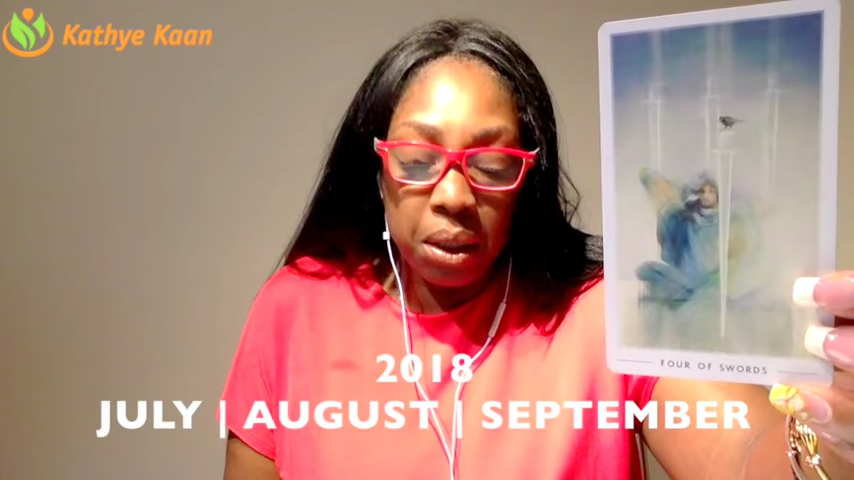 Kathye Kaan
FOUR OF SWORDS
2018
JULY | AUGUST | SEPTEMBER